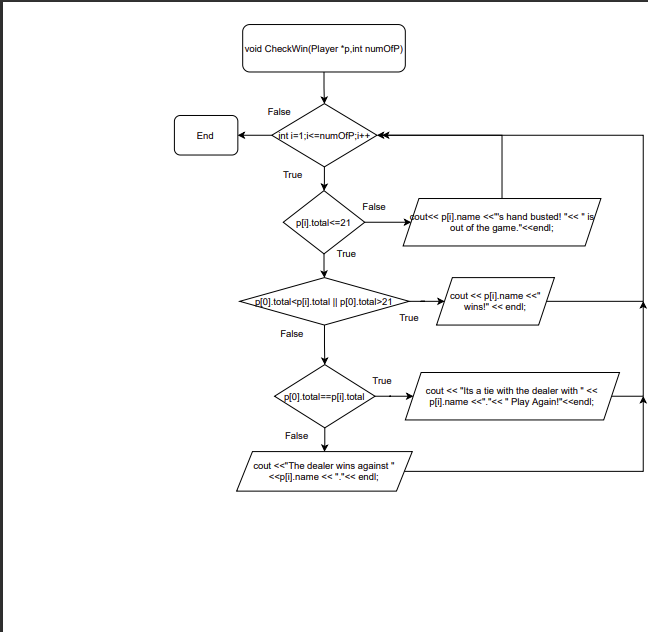 void CheckWin(Player *p,int numOfP)
False
End
int i=1;i<=numOfP;i++
True
False
p[i].total<=21
cout<< p[i].name <<"'s hand busted! "<< " is
out of the game."<<endl;
True
p[0].total<p[i].total || p[0].total>21
cout << p[i].name <<"
wins!" << endl;
True
False
True
p[0].total==p[i].total
cout << "Its a tie with the dealer with " <<
p[i].name <<"."<< " Play Again!"<<endl;
False
cout <<"The dealer wins against "
<<p[i].name << "."<< endl;